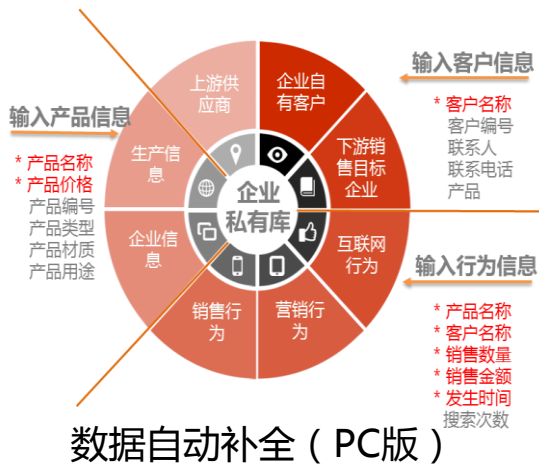 上游供
应商
企业自
有客户
输入客户信息
* 客户名称
客户编号
联系人
联系电话
产品
输入产品信息
* 产品名称
* 产品价格
产品编号
产品类型
产品材质
产品用途
生产信
息
下游销
售目标
企业
企业
私有库
企业信
息
互联网
行为
销售行
为
营销行
为
输入行为信息
* 产品名称
* 客户名称
* 销售数量
* 销售金额
* 发生时间
搜索次数
数据自动补全（PC版）